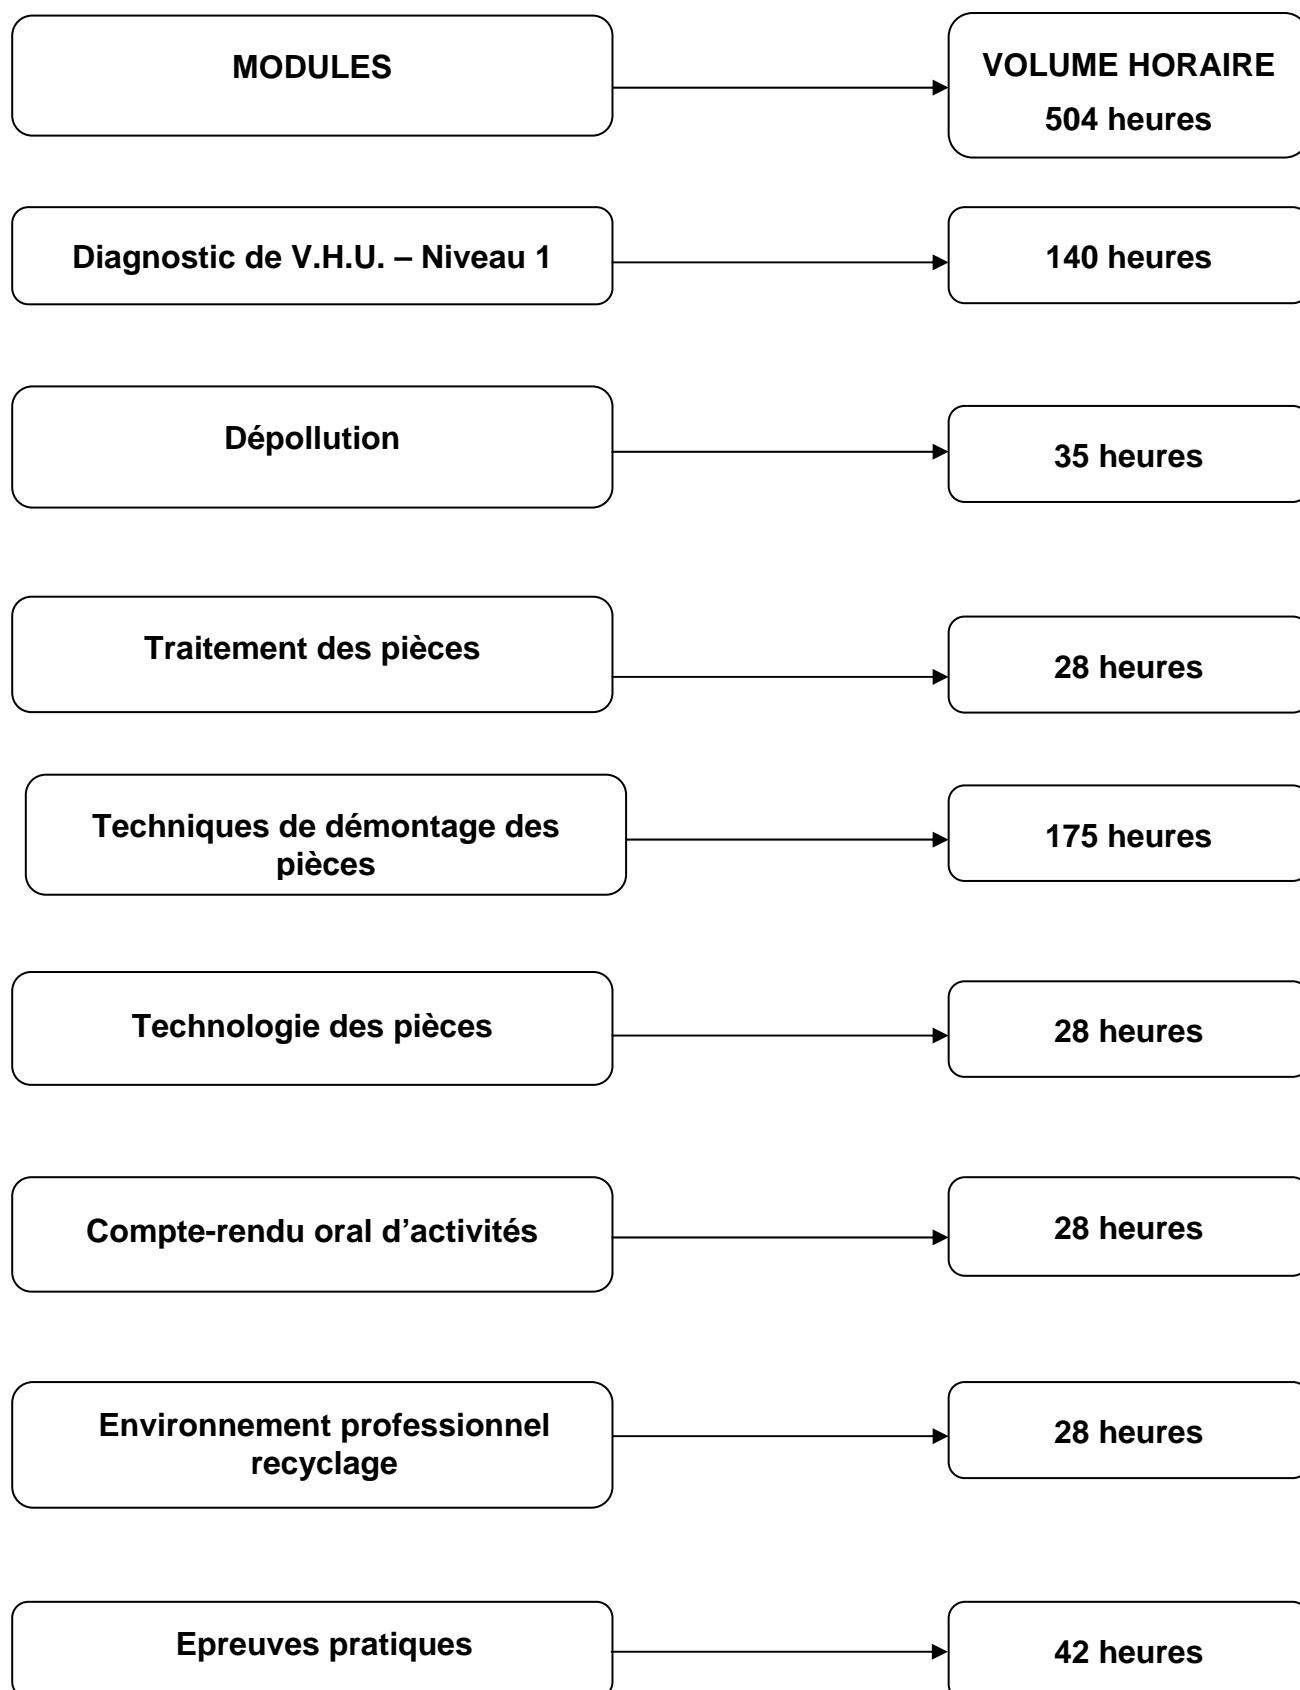 MODULES
VOLUME HORAIRE
504 heures
Diagnostic de V.H.U. – Niveau 1
140 heures
Dépollution
35 heures
Traitement des pièces
28 heures
Techniques de démontage des
pièces
175 heures
Technologie des pièces
28 heures
Compte-rendu oral d’activités
28 heures
Environnement professionnel
recyclage
28 heures
Epreuves pratiques
42 heures